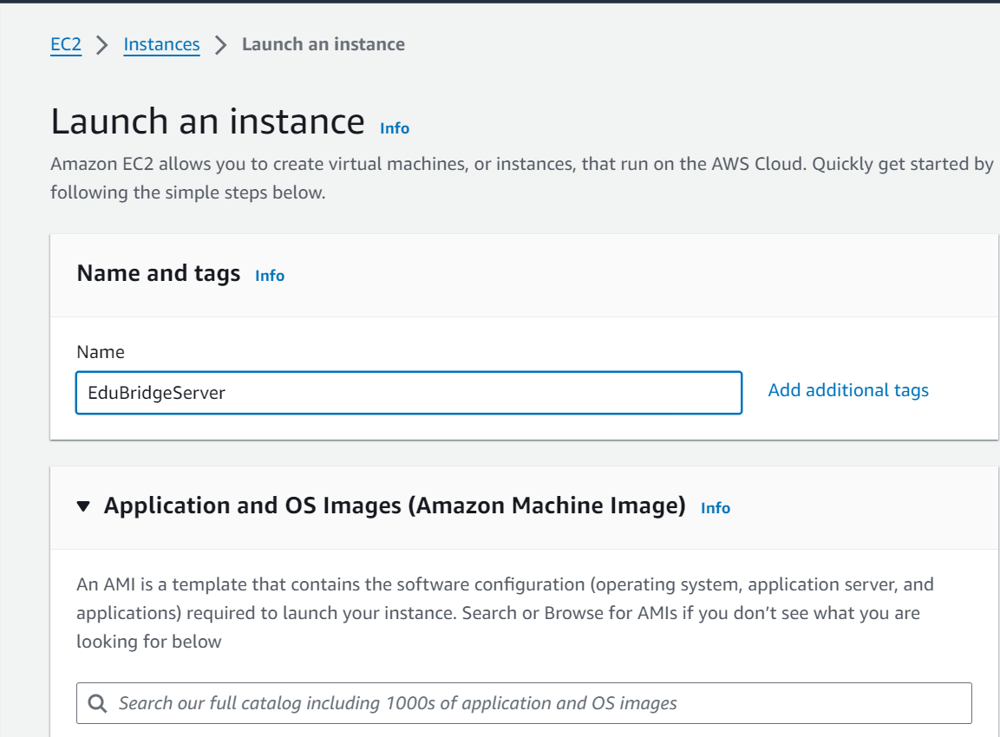 EC2 > Instances > Launch an instance
Launch an instance Info
Amazon EC2 allows you to create virtual machines, or instances, that run on the AWS Cloud. Quickly get started by
following the simple steps below.
Name and tags Info
Name
EduBridgeServer Add additional tags
Application and OS Images (Amazon Machine Image) Info
An AMI is a template that contains the software configuration (operating system, application server, and
applications) required to launch your instance. Search or Browse for AMIs if you don’t see what you are
looking for below
Search our full catalog including 1000s of application and OS images